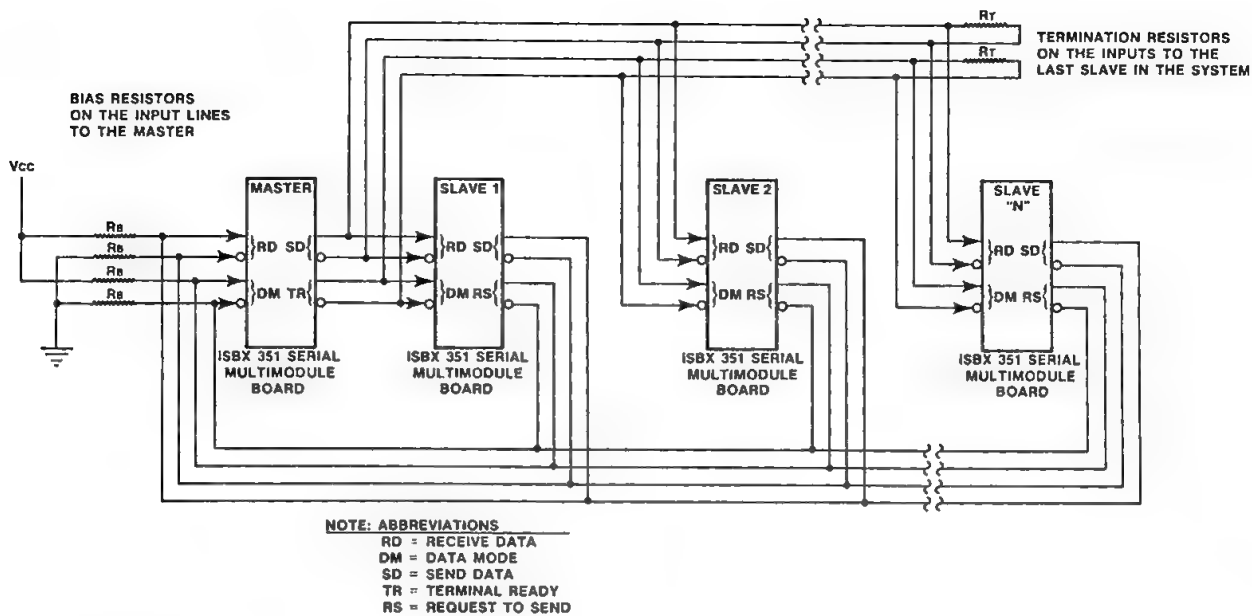 RT
RT
TERMINATION RESISTORS
ON THE INPUTS TO THE
LAST SLAVE IN THE SYSTEM
BIAS RESISTORS
ON THE INPUT LINES
TO THE MASTER
Vcc
RB
RB
RB
RB
MASTER
RD SD
DM TR
ISBX 351 SERIAL
MULTIMODULE
BOARD
SLAVE 1
RD SD
DM RS
ISBX 351 SERIAL
MULTIMODULE
BOARD
SLAVE 2
RD SD
DM RS
ISBX 351 SERIAL
MULTIMODULE
BOARD
SLAVE
"N"
RD SD
DM RS
ISBX 351 SERIAL
MULTIMODULE
BOARD
NOTE: ABBREVIATIONS
RD = RECEIVE DATA
DM = DATA MODE
SD = SEND DATA
TR = TERMINAL READY
RS = REQUEST TO SEND